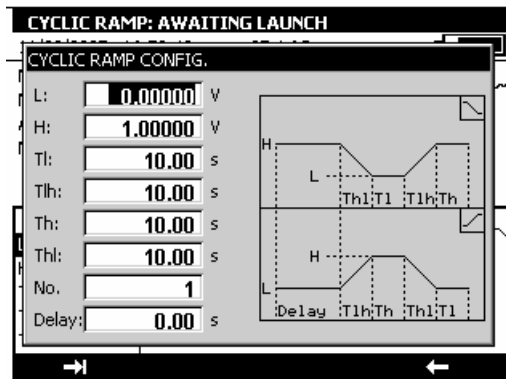 CYCLIC RAMP: AWAITING LAUNCH
CYCLIC RAMP CONFIG.
L: 0.00000 V
H: 1.00000 V
Tl: 10.00 s
Tlh: 10.00 s
Th: 10.00 s
Thl: 10.00 s
No. 1
Delay: 0.00 s
H
L
Thl Tl Tlh Th
H
L
Delay Tlh Th Thl Tl